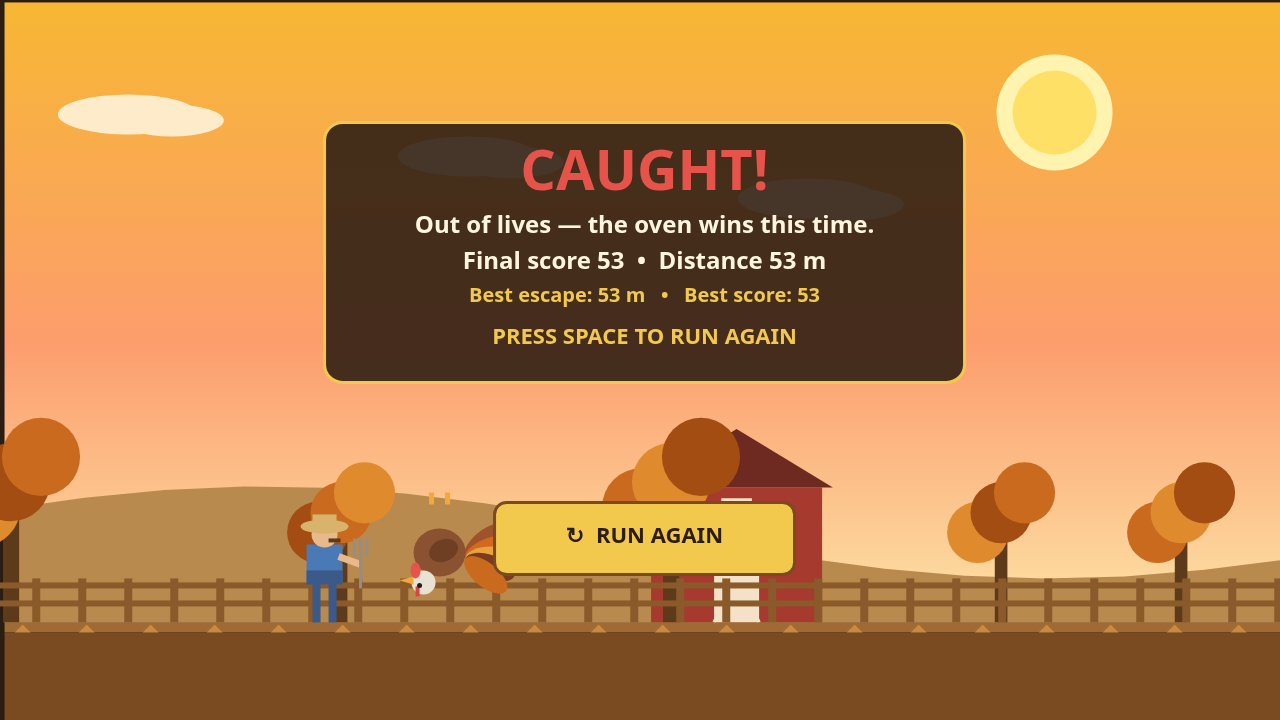 CAUGHT!
Out of lives — the oven wins this time.
Final score 53 • Distance 53 m
Best escape: 53 m • Best score: 53
PRESS SPACE TO RUN AGAIN
↻ RUN AGAIN